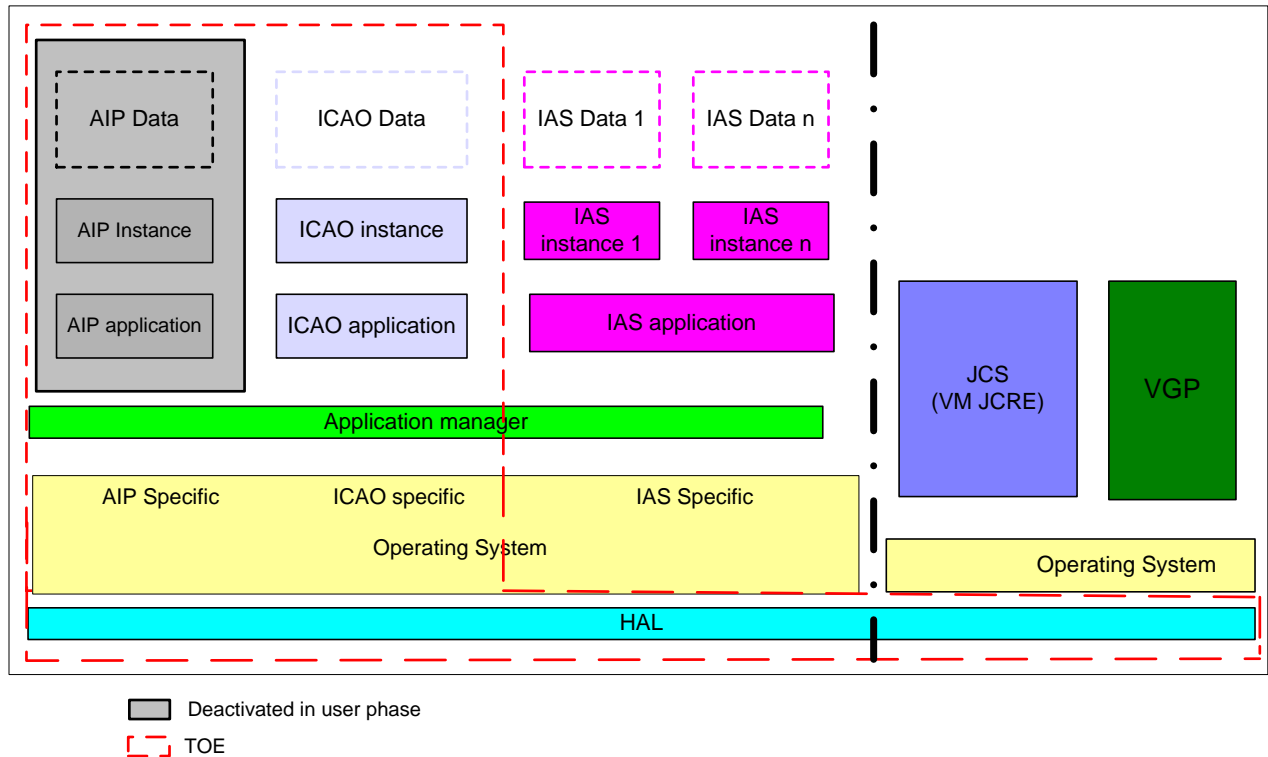 AIP Data
ICAO Data
IAS Data 1
IAS Data n
AIP Instance
ICAO instance
IAS
instance 1
IAS
instance n
AIP application
ICAO application
IAS application
JCS
(VM JCRE)
VGP
Application manager
AIP Specific
ICAO specific
IAS Specific
Operating System
Operating System
HAL
Deactivated in user phase
TOE